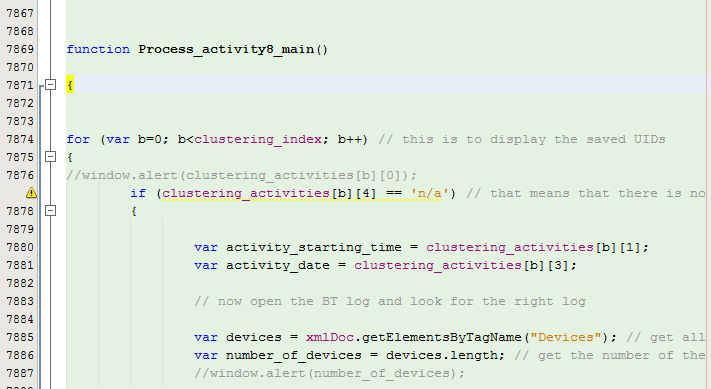 7867
7868
7869 function Process_activity8_main()
7870
7871 {
7872
7873
7874 for (var b=0; b<clustering_index; b++) // this is to display the saved UIDs
7875 {
7876 //window.alert(clustering_activities[b][0]);
if (clustering_activities[b][4] == 'n/a') // that means that there is no
7878 {
7879
7880 var activity_starting_time = clustering_activities[b][1];
7881 var activity_date = clustering_activities[b][3];
7882
7883 // now open the BT log and look for the right log
7884
7885 var devices = xmlDoc.getElementsByTagName("Devices"); // get all
7886 var number_of_devices = devices.length; // get the number of the
7887 //window.alert(number_of_devices);